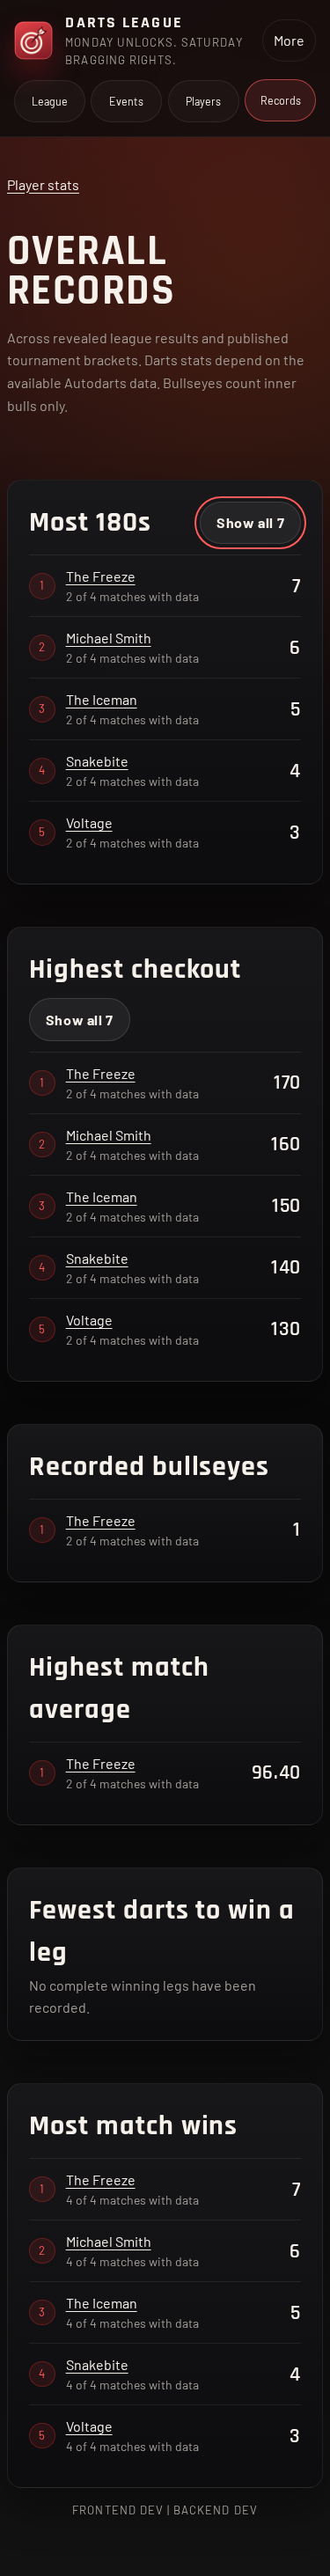 DARTS LEAGUE
MONDAY UNLOCKS. SATURDAY
BRAGGING RIGHTS.
More
League
Events
Players
Records
Player stats
OVERALL
RECORDS
Across revealed league results and published
tournament brackets. Darts stats depend on the
available Autodarts data. Bullseyes count inner
bulls only.
Most 180s
Show all 7
1
The Freeze
2 of 4 matches with data
7
2
Michael Smith
2 of 4 matches with data
6
3
The Iceman
2 of 4 matches with data
5
4
Snakebite
2 of 4 matches with data
4
5
Voltage
2 of 4 matches with data
3
Highest checkout
Show all 7
1
The Freeze
2 of 4 matches with data
170
2
Michael Smith
2 of 4 matches with data
160
3
The Iceman
2 of 4 matches with data
150
4
Snakebite
2 of 4 matches with data
140
5
Voltage
2 of 4 matches with data
130
Recorded bullseyes
1
The Freeze
2 of 4 matches with data
1
Highest match
average
1
The Freeze
2 of 4 matches with data
96.40
Fewest darts to win a
leg
No complete winning legs have been
recorded.
Most match wins
1
The Freeze
4 of 4 matches with data
7
2
Michael Smith
4 of 4 matches with data
6
3
The Iceman
4 of 4 matches with data
5
4
Snakebite
4 of 4 matches with data
4
5
Voltage
4 of 4 matches with data
3
FRONTEND DEV | BACKEND DEV